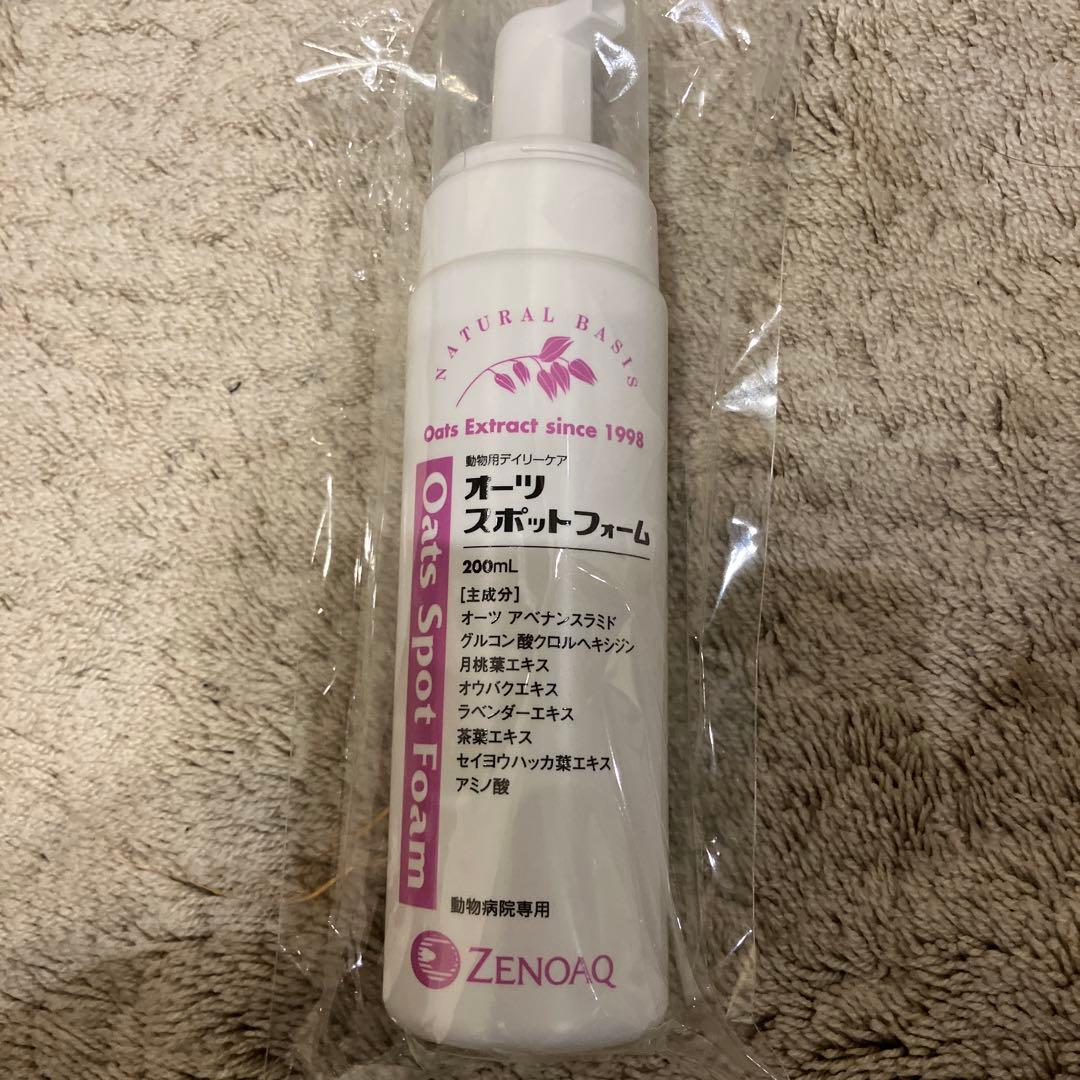 NATURAL BASIS
Oats Extract since 1998
Oats Spot Foam
動物用デイリーケア
オーツ
スポットフォーム
200mL
[主成分]
オーツ アベナンスラミド
グルコン酸クロルヘキシジン
月桃葉エキス
オウバクエキス
ラベンダーエキス
茶葉エキス
セイヨウハッカ葉エキス
アミノ酸
動物病院専用
ZENOAQ